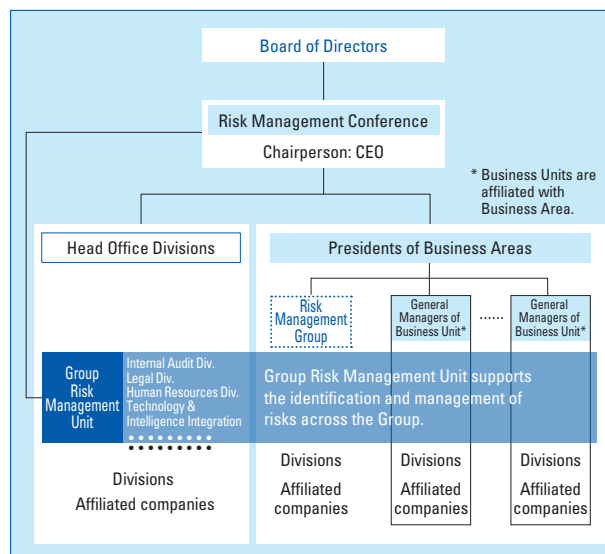 Board of Directors
Risk Management Conference
Chairperson: CEO
* Business Units are
affiliated with
Business Area.
Head Office Divisions
Presidents of Business Areas
Risk
Management
Group
General
Managers of
Business Unit*
......
General
Managers of
Business Unit*
Group
Risk
Management
Unit
Internal Audit Div.
Legal Div.
Human Resources Div.
Technology &
Intelligence Integration
Group Risk Management Unit supports
the identification and management of
risks across the Group.
Divisions
Affiliated companies
Divisions
Affiliated
companies
Divisions
Affiliated
companies
Divisions
Affiliated
companies